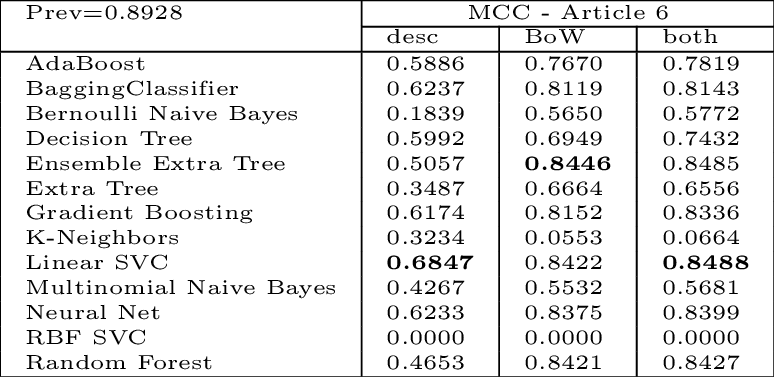 Prev=0.8928 MCC - Article 6
desc BoW both
AdaBoost 0.5886 0.7670 0.7819
BaggingClassifier 0.6237 0.8119 0.8143
Bernoulli Naive Bayes 0.1839 0.5650 0.5772
Decision Tree 0.5992 0.6949 0.7432
Ensemble Extra Tree 0.5057 0.8446 0.8485
Extra Tree 0.3487 0.6664 0.6556
Gradient Boosting 0.6174 0.8152 0.8336
K-Neighbors 0.3234 0.0553 0.0664
Linear SVC 0.6847 0.8422 0.8488
Multinomial Naive Bayes 0.4267 0.5532 0.5681
Neural Net 0.6233 0.8375 0.8399
RBF SVC 0.0000 0.0000 0.0000
Random Forest 0.4653 0.8421 0.8427